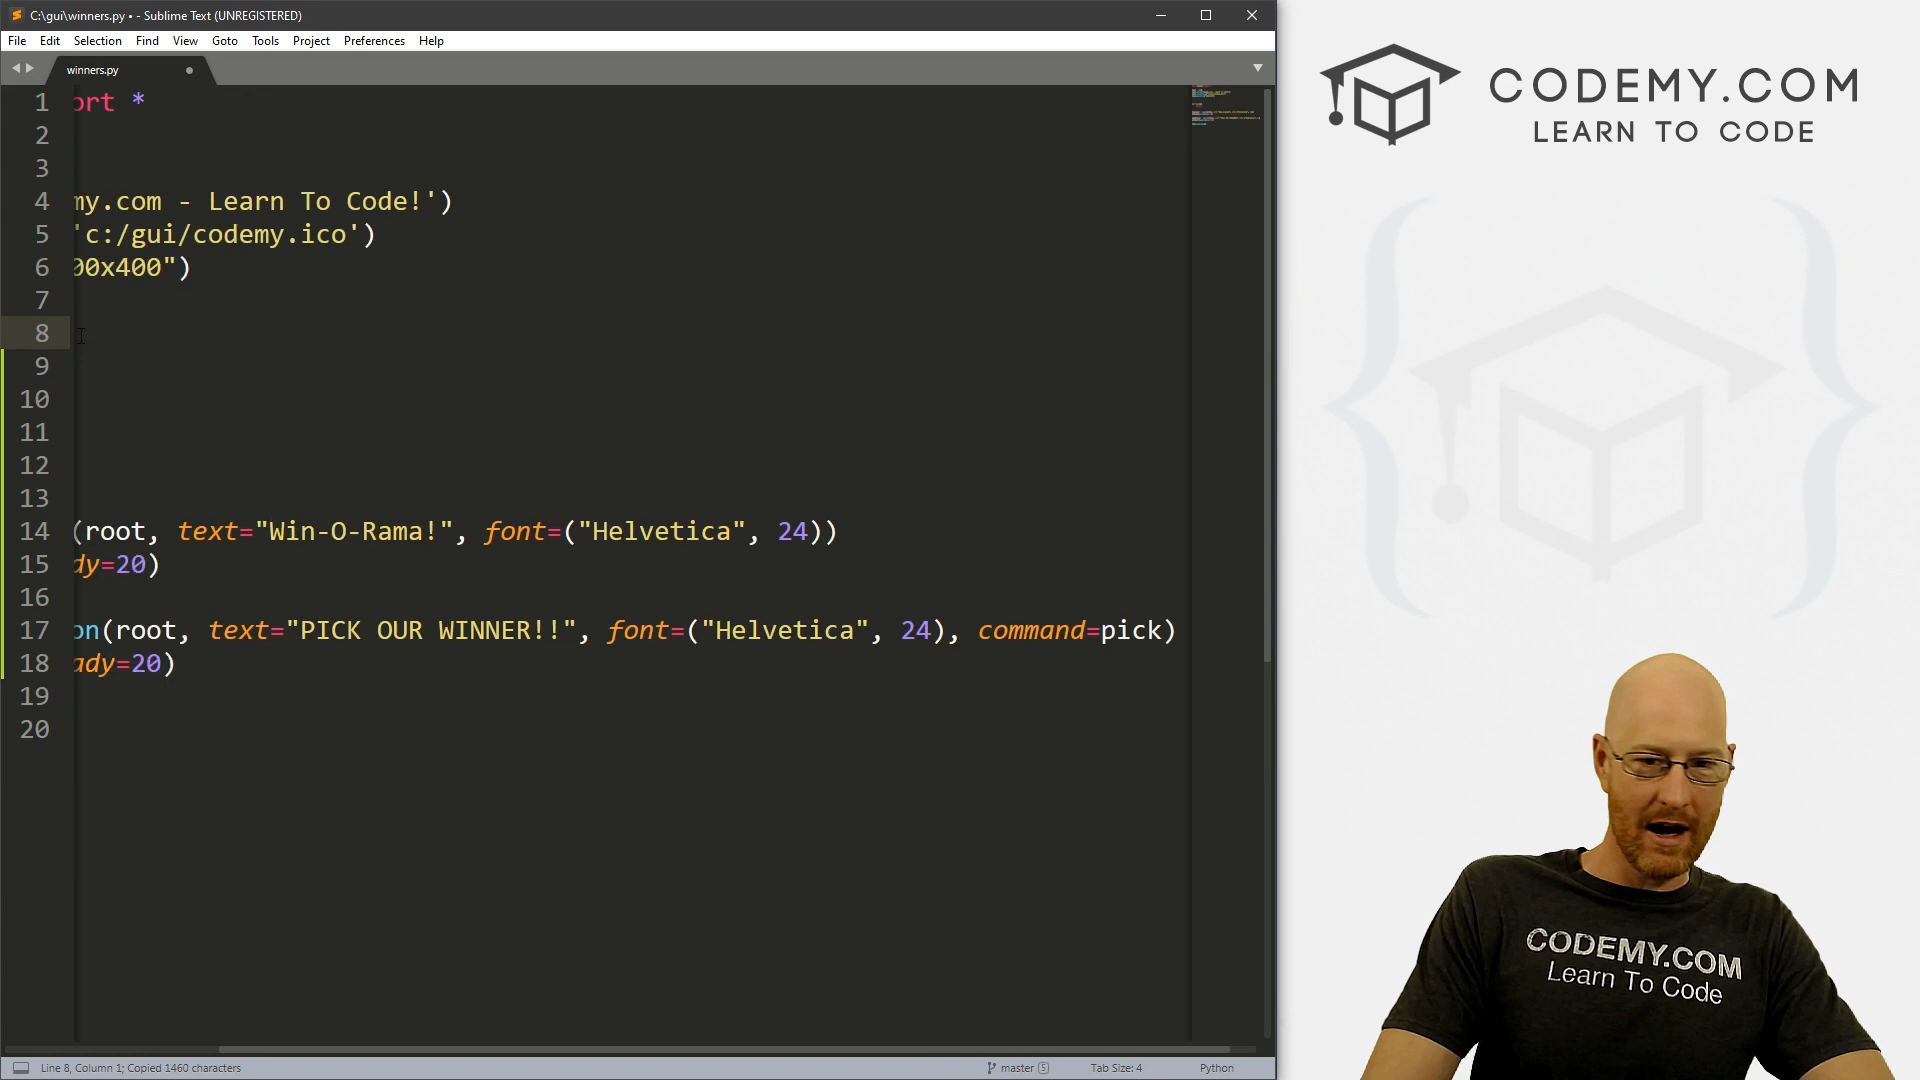 C:\gui\winners.py • - Sublime Text (UNREGISTERED)
File Edit Selection Find View Goto Tools Project Preferences Help
winners.py
1 ort *
2
3
4 my.com - Learn To Code!')
5 'c:/gui/codemy.ico')
6 00x400")
7
8
9
10
11
12
13
14 (root, text="Win-O-Rama!", font=("Helvetica", 24))
15 dy=20)
16
17 on(root, text="PICK OUR WINNER!!", font=("Helvetica", 24), command=pick)
18 ady=20)
19
20
Line 8, Column 1; Copied 1460 characters
master 5
Tab Size: 4
Python
CODEMY.COM
LEARN TO CODE
CODEMY.COM
Learn To Code